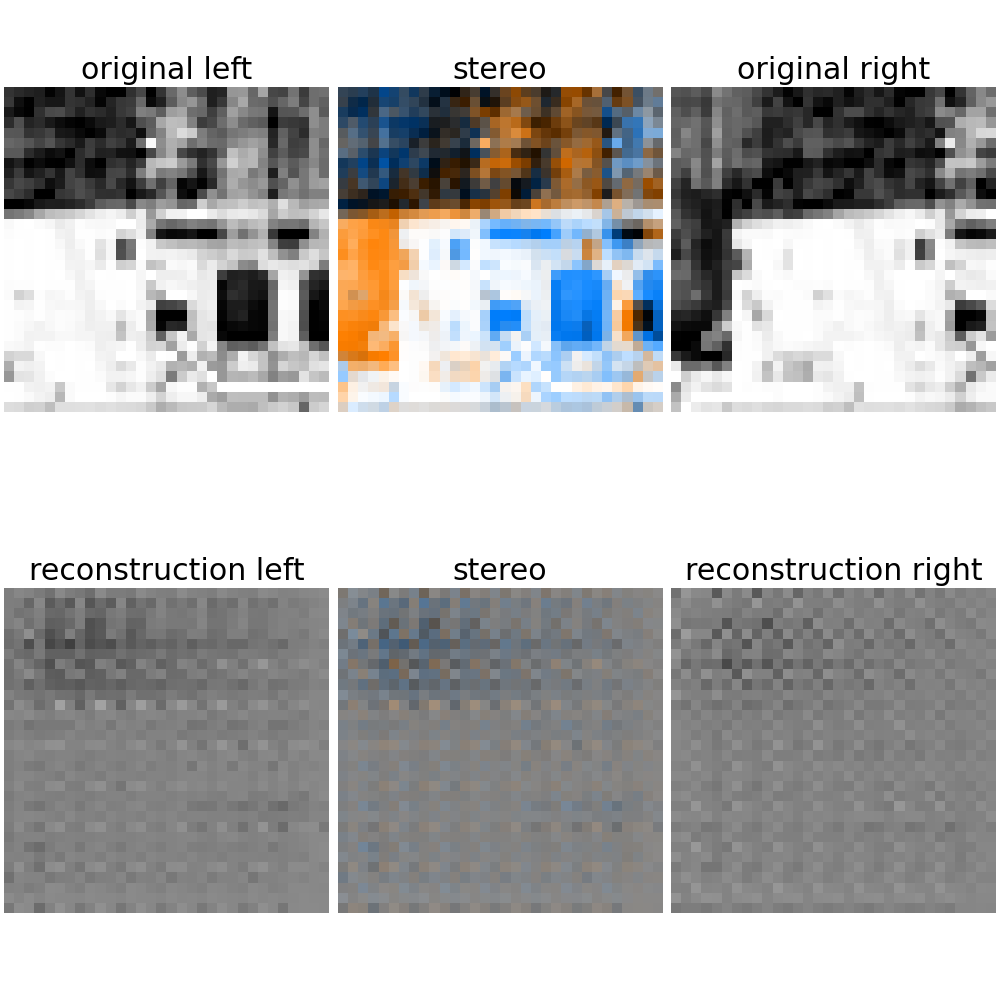 original left
stereo
original right
reconstruction left
stereo
reconstruction right